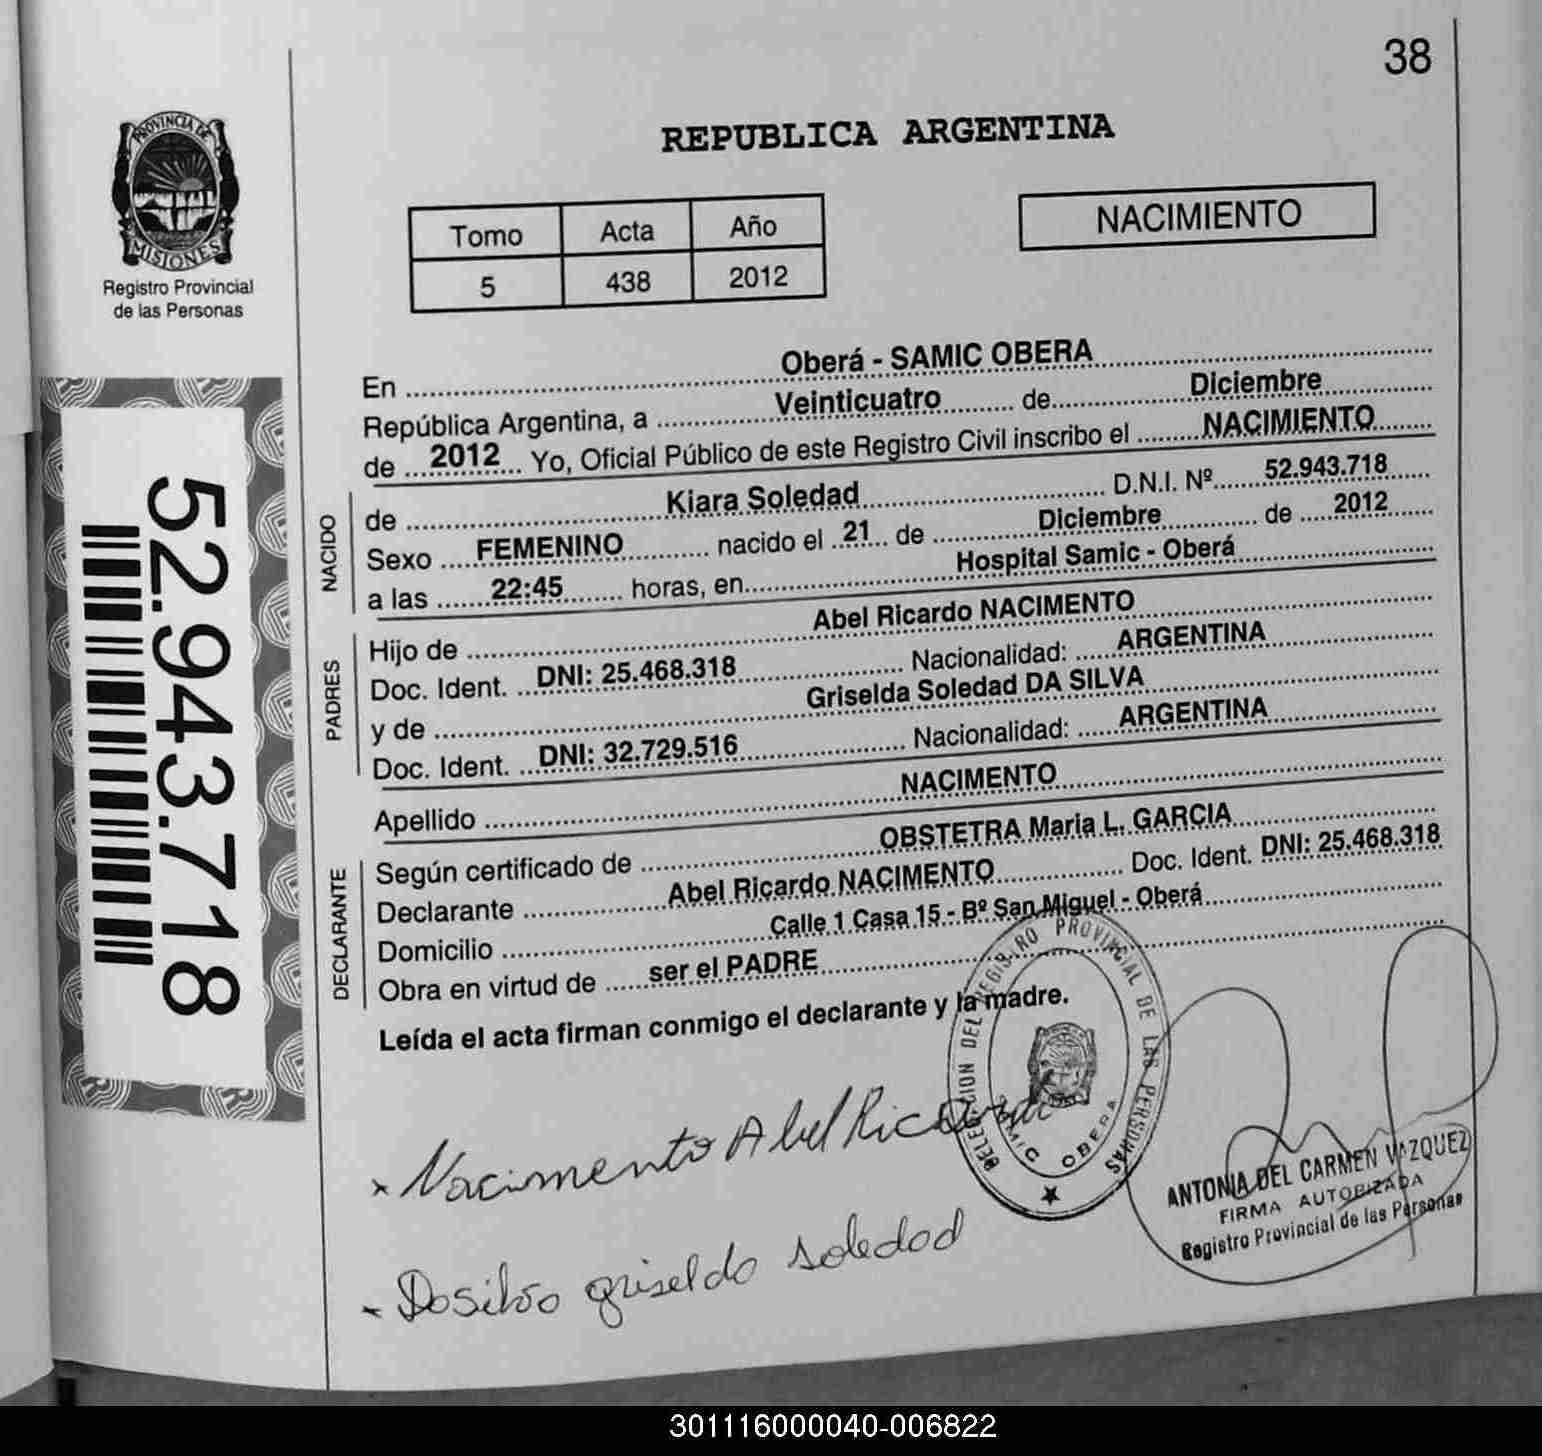 38
PROVINCIA DE
MISIONES
Registro Provincial
de las Personas
REPUBLICA ARGENTINA
Tomo Acta Año
5 438 2012
NACIMIENTO
52.943.718
En Oberá - SAMIC OBERA
República Argentina, a Veinticuatro de Diciembre
de 2012 Yo, Oficial Público de este Registro Civil inscribo el NACIMIENTO
NACIDO
de Kiara Soledad D.N.I. Nº 52.943.718
Sexo FEMENINO nacido el 21 de Diciembre de 2012
a las 22:45 horas, en Hospital Samic - Oberá
PADRES
Hijo de Abel Ricardo NACIMENTO
Doc. Ident. DNI: 25.468.318 Nacionalidad: ARGENTINA
y de Griselda Soledad DA SILVA
Doc. Ident. DNI: 32.729.516 Nacionalidad: ARGENTINA
Apellido NACIMENTO
DECLARANTE
Según certificado de OBSTETRA Maria L. GARCIA
Declarante Abel Ricardo NACIMENTO Doc. Ident. DNI: 25.468.318
Domicilio Calle 1 Casa 15 - Bº San Miguel - Oberá
Obra en virtud de ser el PADRE
Leída el acta firman conmigo el declarante y la madre.
DELEGACION DEL REGISTRO PROVINCIAL DE LAS PERSONAS
SAMIC OBERA
x Nacimento Abel Ricardo
x Dasilva griselda soledad
ANTONIA DEL CARMEN VAZQUEZ
FIRMA AUTORIZADA
Registro Provincial de las Personas
301116000040-006822